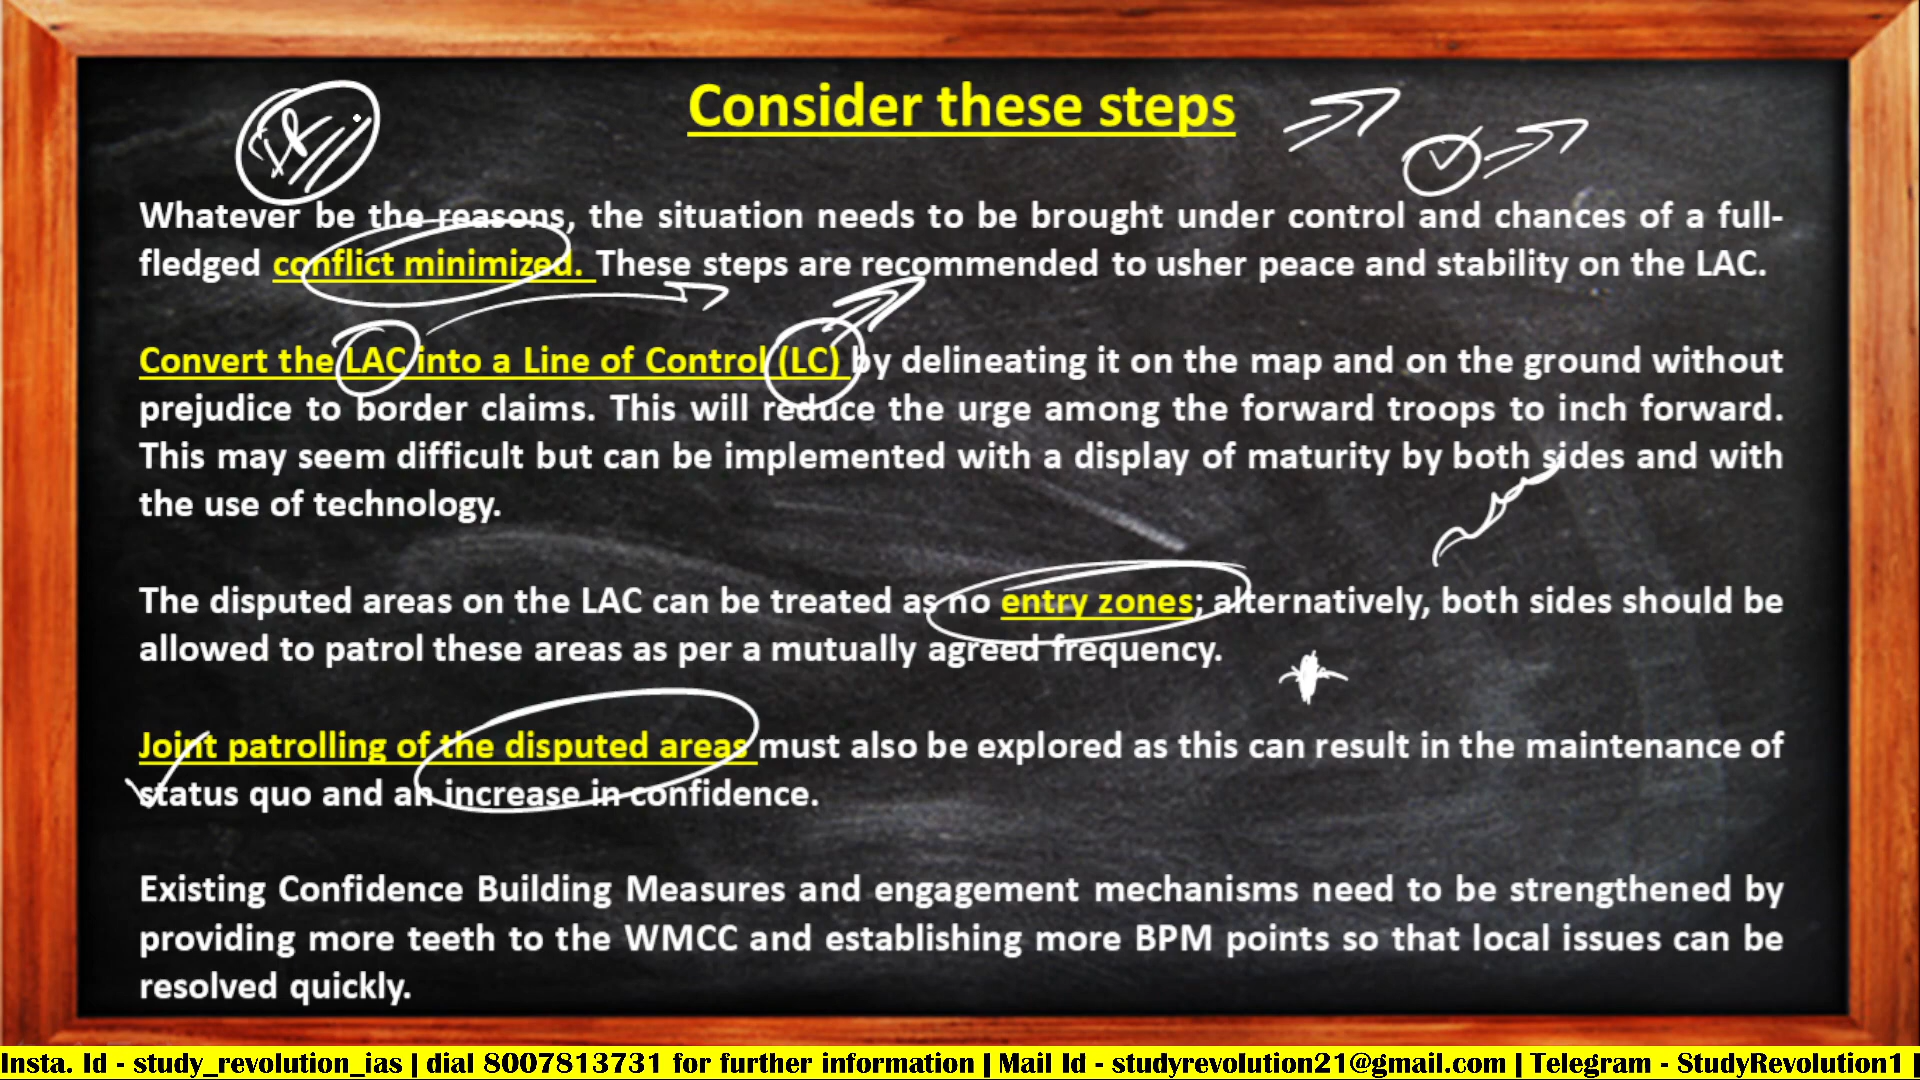 Consider these steps
Whatever be the reasons, the situation needs to be brought under control and chances of a full-
fledged conflict minimized. These steps are recommended to usher peace and stability on the LAC.
Convert the LAC into a Line of Control (LC) by delineating it on the map and on the ground without
prejudice to border claims. This will reduce the urge among the forward troops to inch forward.
This may seem difficult but can be implemented with a display of maturity by both sides and with
the use of technology.
The disputed areas on the LAC can be treated as no entry zones; alternatively, both sides should be
allowed to patrol these areas as per a mutually agreed frequency.
Joint patrolling of the disputed areas must also be explored as this can result in the maintenance of
status quo and an increase in confidence.
Existing Confidence Building Measures and engagement mechanisms need to be strengthened by
providing more teeth to the WMCC and establishing more BPM points so that local issues can be
resolved quickly.
Insta. Id - study_revolution_ias | dial 8007813731 for further information | Mail Id - studyrevolution21@gmail.com | Telegram - StudyRevolution1 |